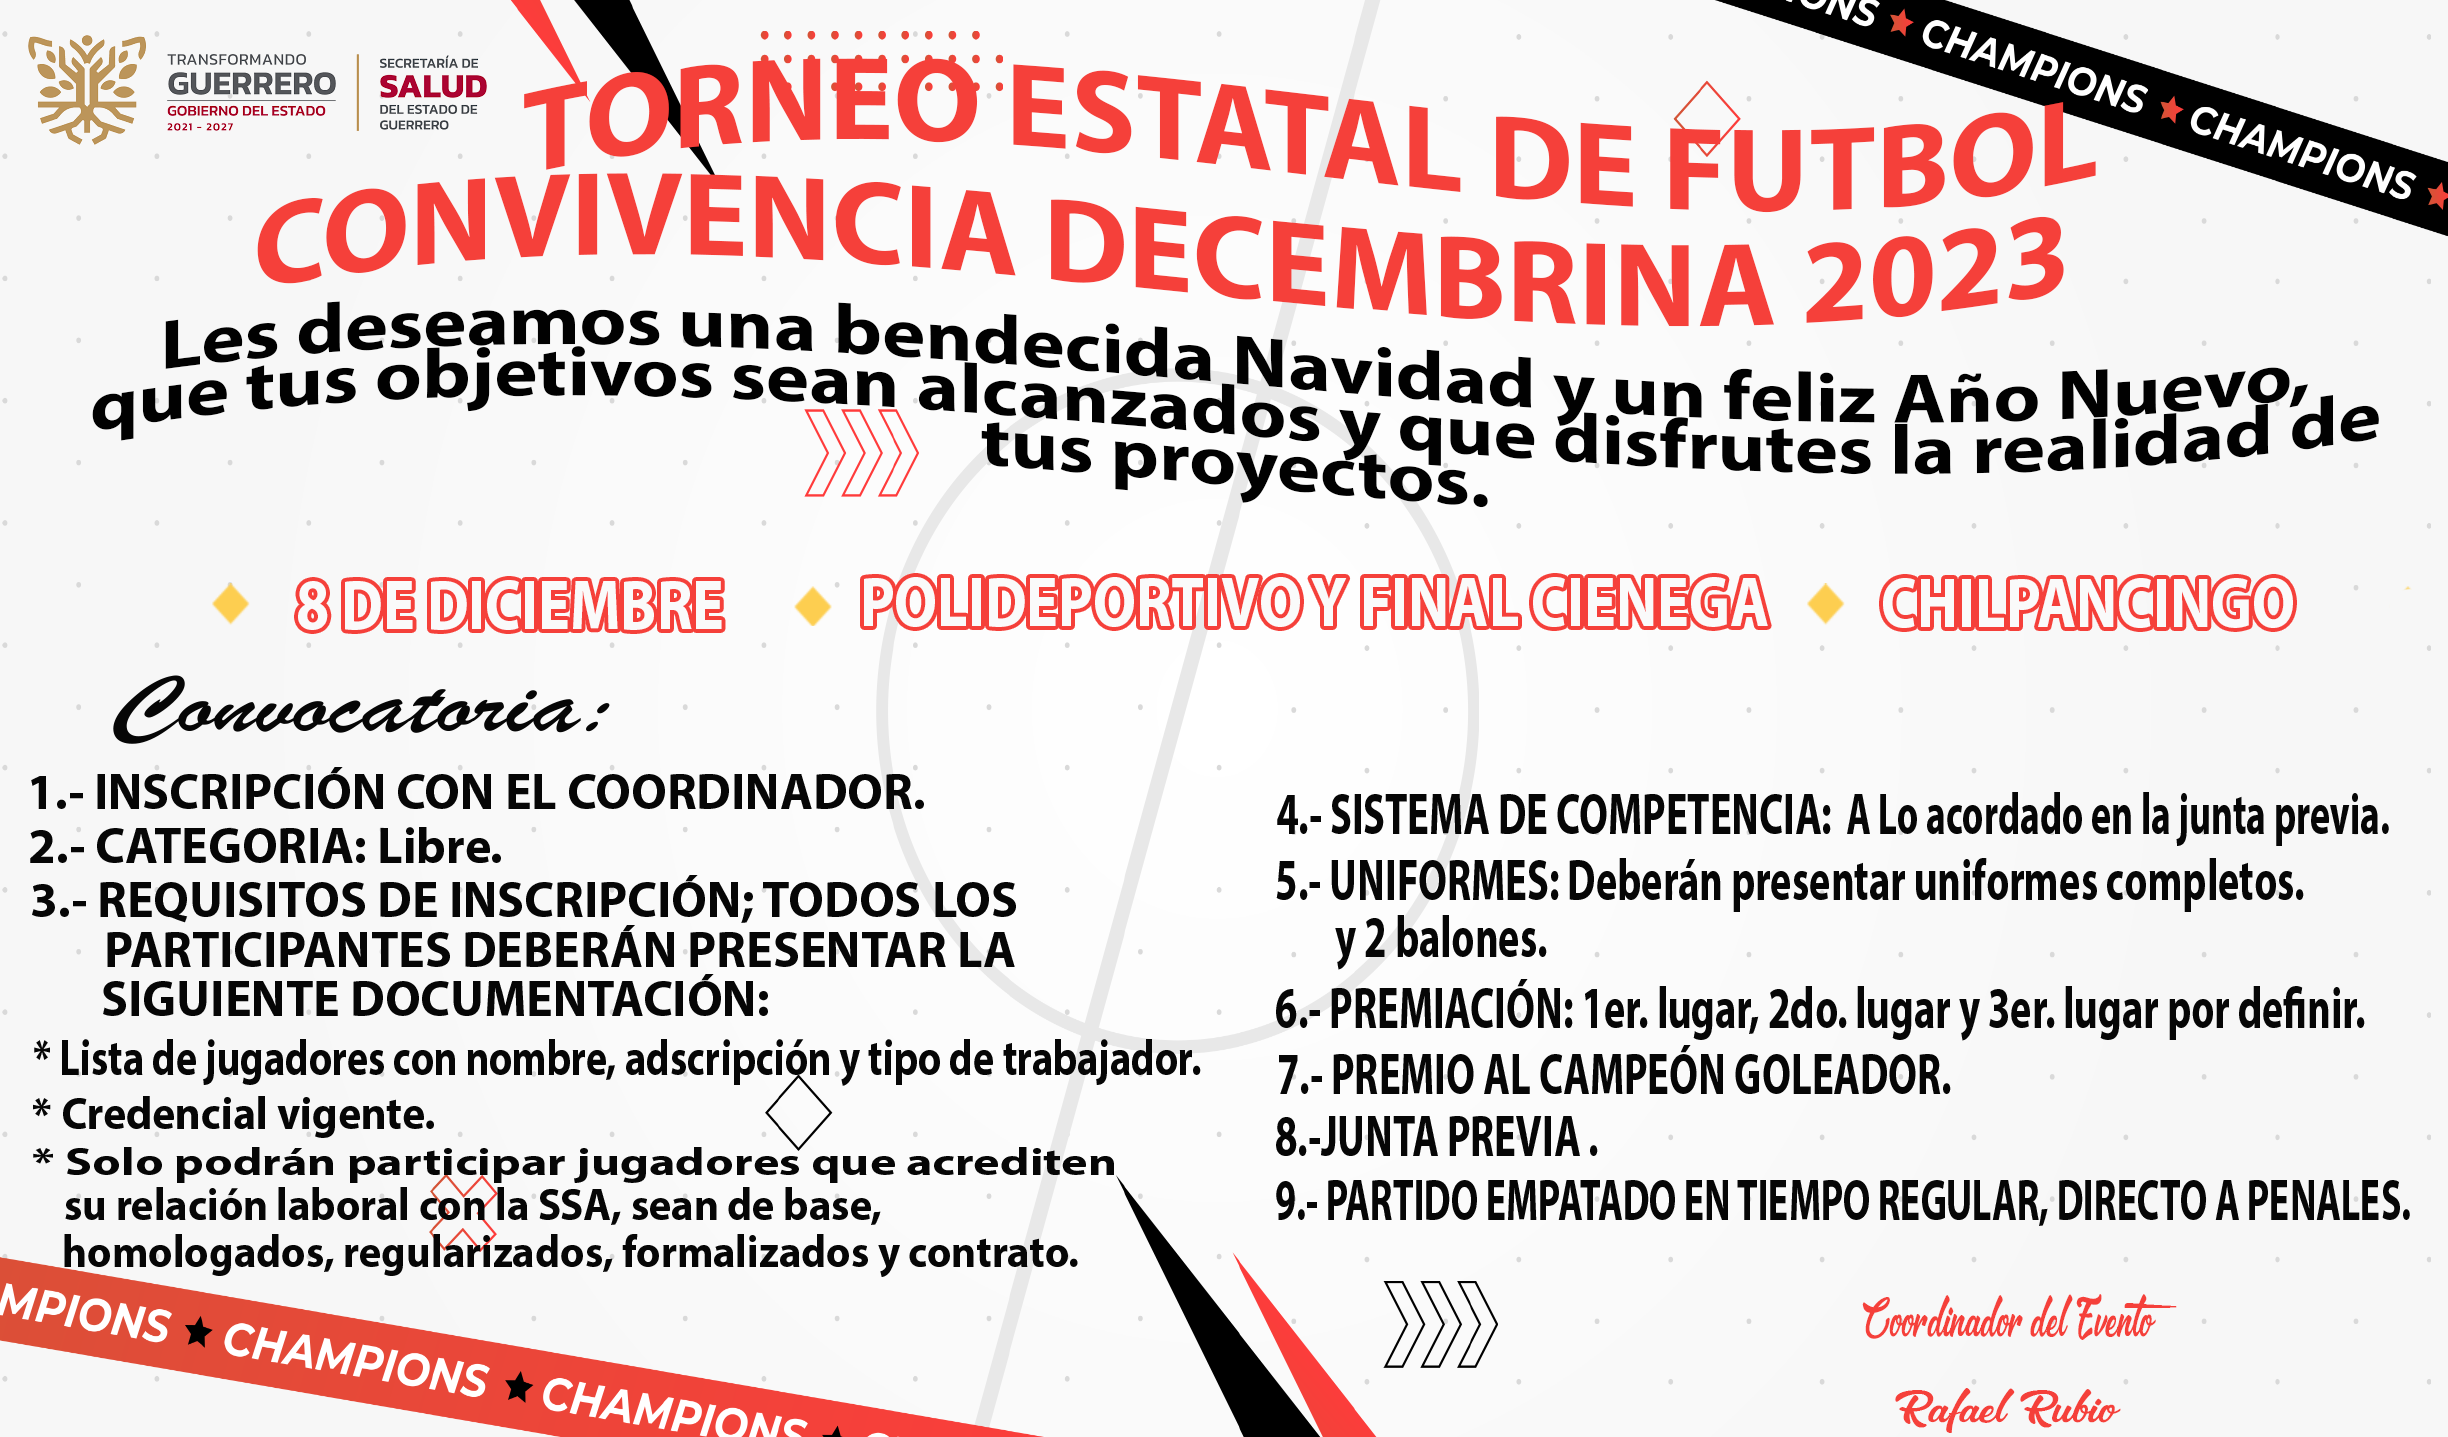 TRANSFORMANDO
GUERRERO
GOBIERNO DEL ESTADO
2021 - 2027
SECRETARÍA DE
SALUD
DEL ESTADO DE
GUERRERO
CHAMPIONS ★ CHAMPIONS
TORNEO ESTATAL DE FUTBOL
CONVIVENCIA DECEMBRINA 2023
Les deseamos una bendecida Navidad y un feliz Año Nuevo,
que tus objetivos sean alcanzados y que disfrutes la realidad de
tus proyectos.
8 DE DICIEMBRE
POLIDEPORTIVO Y FINAL CIENEGA
CHILPANCINGO
Convocatoria:
1.- INSCRIPCIÓN CON EL COORDINADOR.
2.- CATEGORIA: Libre.
3.- REQUISITOS DE INSCRIPCIÓN; TODOS LOS
PARTICIPANTES DEBERÁN PRESENTAR LA
SIGUIENTE DOCUMENTACIÓN:
* Lista de jugadores con nombre, adscripción y tipo de trabajador.
* Credencial vigente.
* Solo podrán participar jugadores que acrediten
su relación laboral con la SSA, sean de base,
homologados, regularizados, formalizados y contrato.
4.- SISTEMA DE COMPETENCIA: A Lo acordado en la junta previa.
5.- UNIFORMES: Deberán presentar uniformes completos.
y 2 balones.
6.- PREMIACIÓN: 1er. lugar, 2do. lugar y 3er. lugar por definir.
7.- PREMIO AL CAMPEÓN GOLEADOR.
8.-JUNTA PREVIA .
9.- PARTIDO EMPATADO EN TIEMPO REGULAR, DIRECTO A PENALES.
MPIONS ★ CHAMPIONS ★ CHAMPIONS
Coordinador del Evento
Rafael Rubio